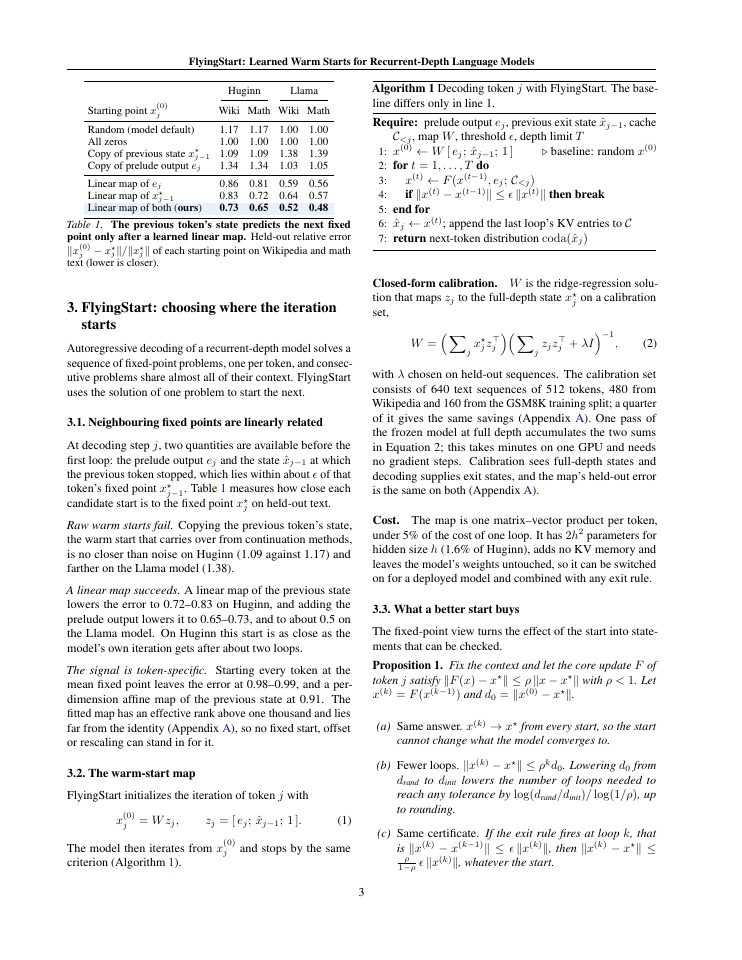 FlyingStart: Learned Warm Starts for Recurrent-Depth Language Models
Huginn Llama
Starting point x_j^(0) Wiki Math Wiki Math
Random (model default) 1.17 1.17 1.00 1.00
All zeros 1.00 1.00 1.00 1.00
Copy of previous state x⋆_{j−1} 1.09 1.09 1.38 1.39
Copy of prelude output e_j 1.34 1.34 1.03 1.05
Linear map of e_j 0.86 0.81 0.59 0.56
Linear map of x⋆_{j−1} 0.83 0.72 0.64 0.57
Linear map of both (ours) 0.73 0.65 0.52 0.48
Table 1. The previous token's state predicts the next fixed
point only after a learned linear map. Held-out relative error
∥x_j^(0) − x⋆_j∥/∥x⋆_j∥ of each starting point on Wikipedia and math
text (lower is closer).
3. FlyingStart: choosing where the iteration
starts
Autoregressive decoding of a recurrent-depth model solves a
sequence of fixed-point problems, one per token, and consec-
utive problems share almost all of their context. FlyingStart
uses the solution of one problem to start the next.
3.1. Neighbouring fixed points are linearly related
At decoding step j, two quantities are available before the
first loop: the prelude output e_j and the state x̂_{j−1} at which
the previous token stopped, which lies within about ϵ of that
token's fixed point x⋆_{j−1}. Table 1 measures how close each
candidate start is to the fixed point x⋆_j on held-out text.
Raw warm starts fail. Copying the previous token's state,
the warm start that carries over from continuation methods,
is no closer than noise on Huginn (1.09 against 1.17) and
farther on the Llama model (1.38).
A linear map succeeds. A linear map of the previous state
lowers the error to 0.72–0.83 on Huginn, and adding the
prelude output lowers it to 0.65–0.73, and to about 0.5 on
the Llama model. On Huginn this start is as close as the
model's own iteration gets after about two loops.
The signal is token-specific. Starting every token at the
mean fixed point leaves the error at 0.98–0.99, and a per-
dimension affine map of the previous state at 0.91. The
fitted map has an effective rank above one thousand and lies
far from the identity (Appendix A), so no fixed start, offset
or rescaling can stand in for it.
3.2. The warm-start map
FlyingStart initializes the iteration of token j with
x_j^(0) = W z_j, z_j = [ e_j; x̂_{j−1}; 1 ]. (1)
The model then iterates from x_j^(0) and stops by the same
criterion (Algorithm 1).
Algorithm 1 Decoding token j with FlyingStart. The base-
line differs only in line 1.
Require: prelude output e_j, previous exit state x̂_{j−1}, cache
C_{<j}, map W, threshold ϵ, depth limit T
1: x^(0) ← W [ e_j; x̂_{j−1}; 1 ] ▷ baseline: random x^(0)
2: for t = 1, . . . , T do
3: x^(t) ← F(x^(t−1), e_j; C_{<j})
4: if ∥x^(t) − x^(t−1)∥ ≤ ϵ ∥x^(t)∥ then break
5: end for
6: x̂_j ← x^(t); append the last loop's KV entries to C
7: return next-token distribution coda(x̂_j)
Closed-form calibration. W is the ridge-regression solu-
tion that maps z_j to the full-depth state x⋆_j on a calibration
set,
W = (∑_j x⋆_j z_j^⊤)(∑_j z_j z_j^⊤ + λI)^{−1}, (2)
with λ chosen on held-out sequences. The calibration set
consists of 640 text sequences of 512 tokens, 480 from
Wikipedia and 160 from the GSM8K training split; a quarter
of it gives the same savings (Appendix A). One pass of
the frozen model at full depth accumulates the two sums
in Equation 2; this takes minutes on one GPU and needs
no gradient steps. Calibration sees full-depth states and
decoding supplies exit states, and the map's held-out error
is the same on both (Appendix A).
Cost. The map is one matrix–vector product per token,
under 5% of the cost of one loop. It has 2h² parameters for
hidden size h (1.6% of Huginn), adds no KV memory and
leaves the model's weights untouched, so it can be switched
on for a deployed model and combined with any exit rule.
3.3. What a better start buys
The fixed-point view turns the effect of the start into state-
ments that can be checked.
Proposition 1. Fix the context and let the core update F of
token j satisfy ∥F(x) − x⋆∥ ≤ ρ ∥x − x⋆∥ with ρ < 1. Let
x^(k) = F(x^(k−1)) and d_0 = ∥x^(0) − x⋆∥.
(a) Same answer. x^(k) → x⋆ from every start, so the start
cannot change what the model converges to.
(b) Fewer loops. ∥x^(k) − x⋆∥ ≤ ρ^k d_0. Lowering d_0 from
d_rand to d_init lowers the number of loops needed to
reach any tolerance by log(d_rand/d_init)/ log(1/ρ), up
to rounding.
(c) Same certificate. If the exit rule fires at loop k, that
is ∥x^(k) − x^(k−1)∥ ≤ ϵ ∥x^(k)∥, then ∥x^(k) − x⋆∥ ≤
ρ/(1−ρ) ϵ ∥x^(k)∥, whatever the start.
3